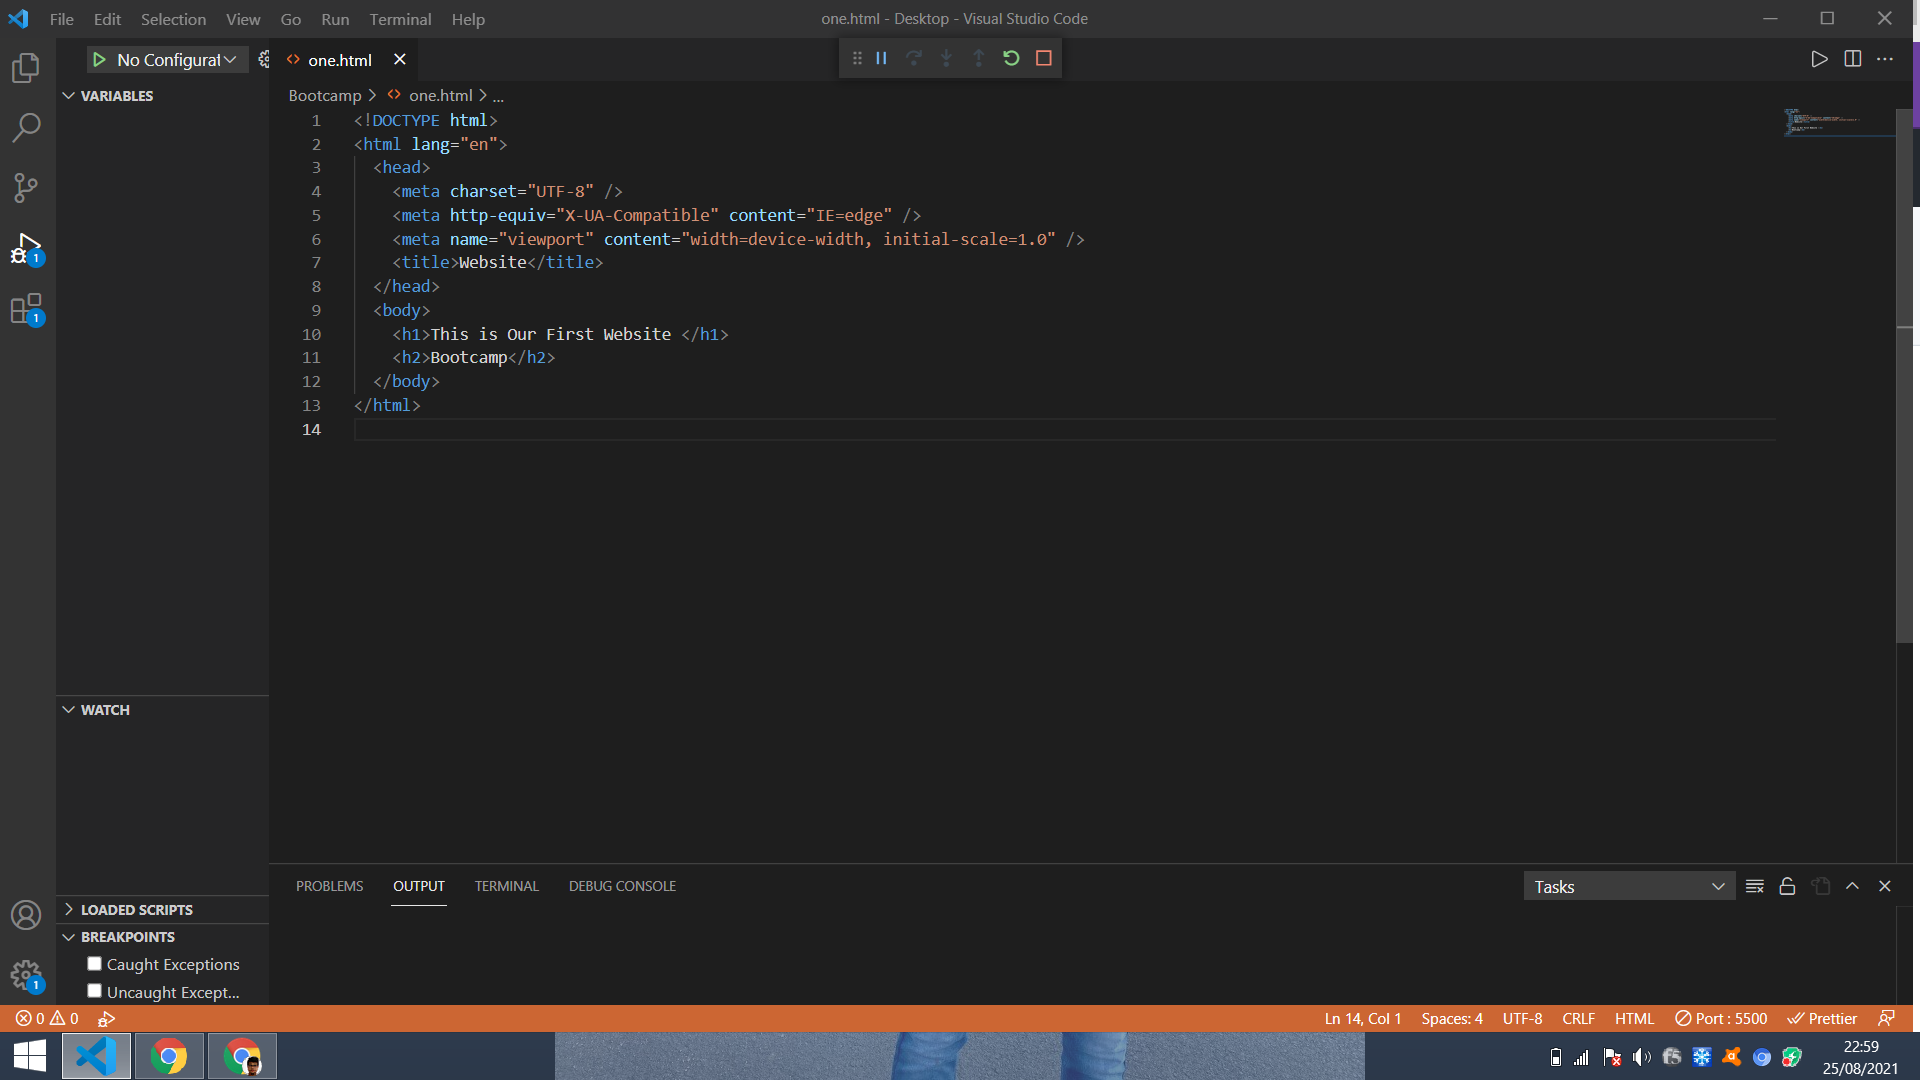 File Edit Selection View Go Run Terminal Help
one.html - Desktop - Visual Studio Code
No Configurat
one.html
VARIABLES
Bootcamp > one.html > ...
1 <!DOCTYPE html>
2 <html lang="en">
3 <head>
4 <meta charset="UTF-8" />
5 <meta http-equiv="X-UA-Compatible" content="IE=edge" />
6 <meta name="viewport" content="width=device-width, initial-scale=1.0" />
7 <title>Website</title>
8 </head>
9 <body>
10 <h1>This is Our First Website </h1>
11 <h2>Bootcamp</h2>
12 </body>
13 </html>
14
1
1
WATCH
PROBLEMS OUTPUT TERMINAL DEBUG CONSOLE
Tasks
LOADED SCRIPTS
BREAKPOINTS
Caught Exceptions
Uncaught Except...
1
0 0
Ln 14, Col 1 Spaces: 4 UTF-8 CRLF HTML Port : 5500 Prettier
22:59
25/08/2021